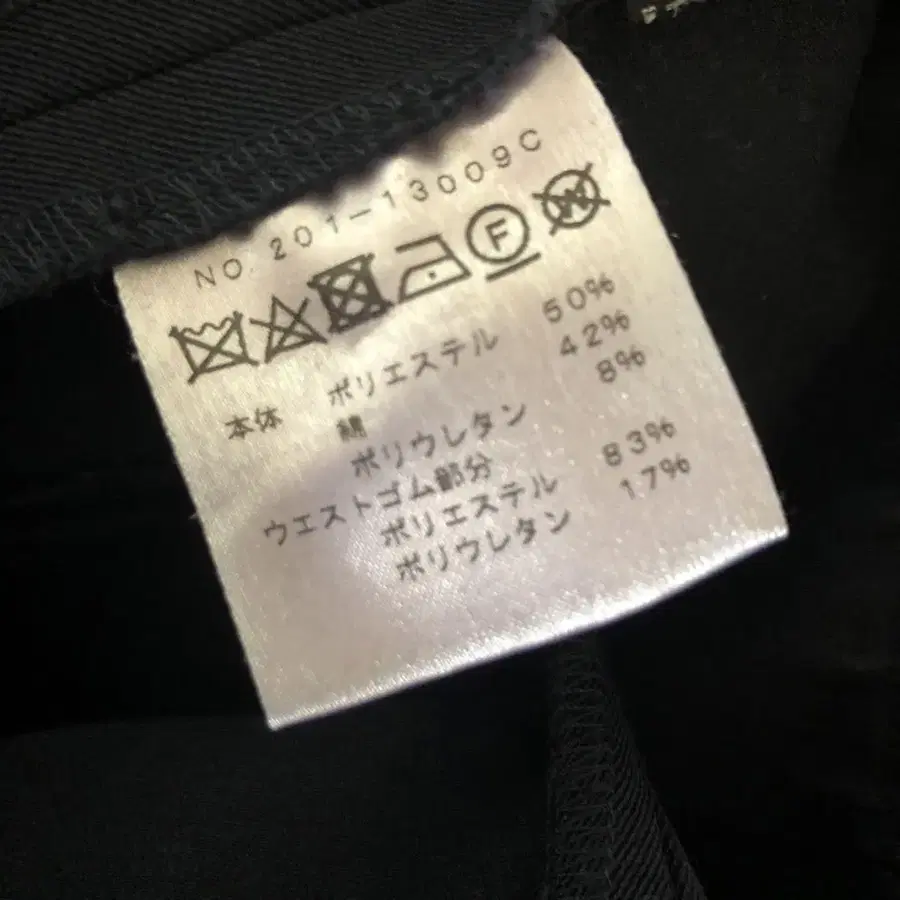 NO. 201-13009C
F W
本体 ポリエステル 50%
綿 42%
ポリウレタン 8%
ウエストゴム部分
ポリエステル 83%
ポリウレタン 17%